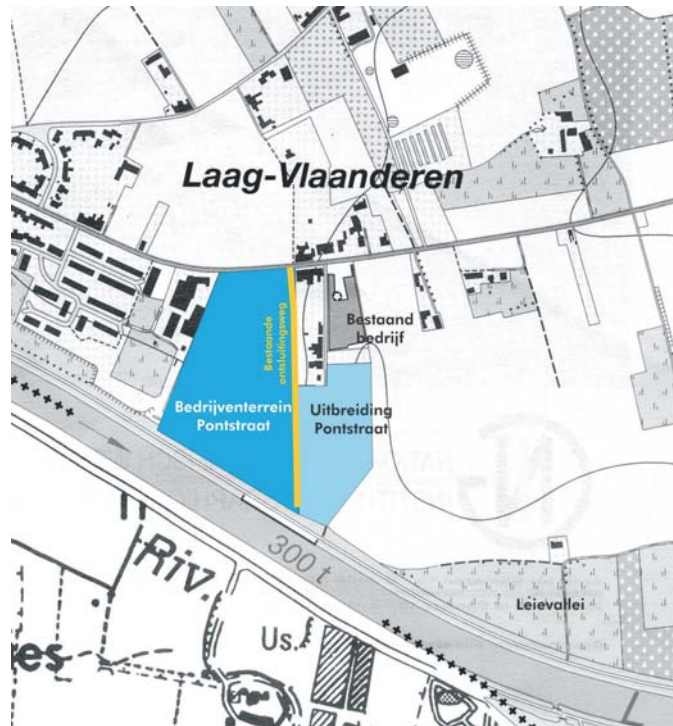 Laag-Vlaanderen
Bestaande
ontsluitingsweg
Bestaand
bedrijf
Bedrijventerrein
Pontstraat
Uitbreiding
Pontstraat
300 t
Riv.
Leievallei
Us.
es